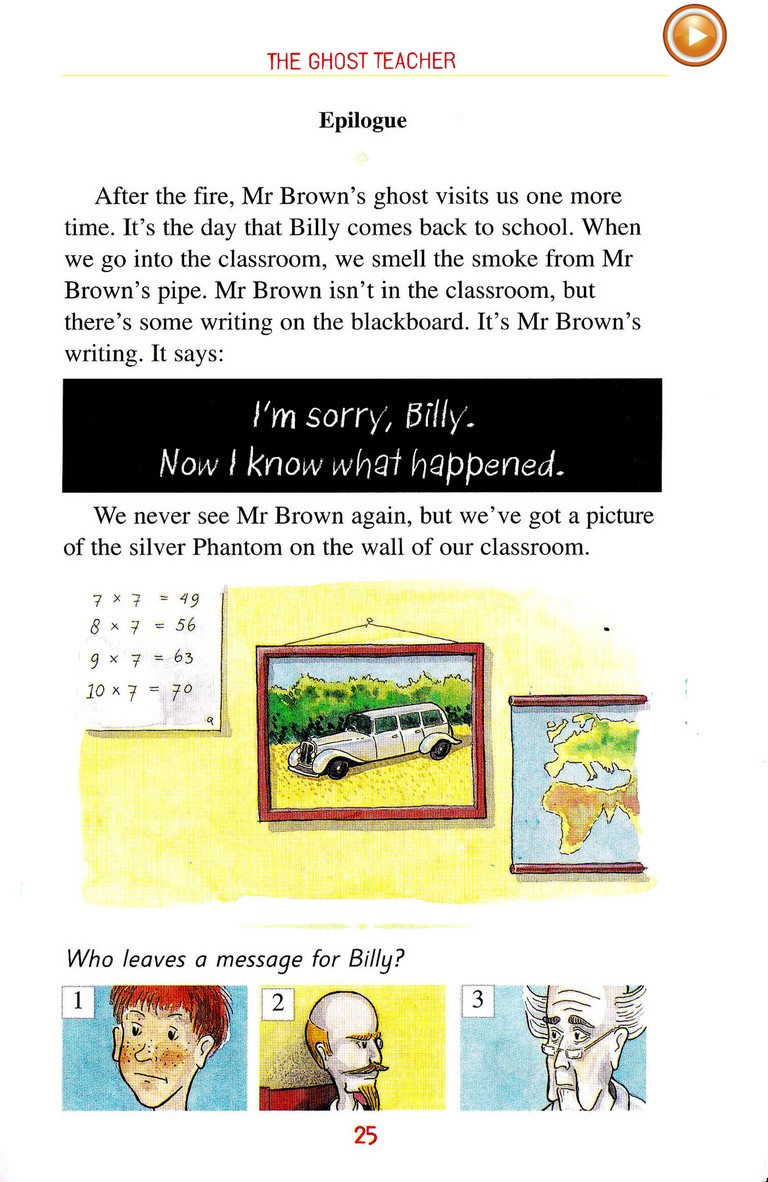 THE GHOST TEACHER
Epilogue
After the fire, Mr Brown's ghost visits us one more
time. It's the day that Billy comes back to school. When
we go into the classroom, we smell the smoke from Mr
Brown's pipe. Mr Brown isn't in the classroom, but
there's some writing on the blackboard. It's Mr Brown's
writing. It says:
I'm sorry, Billy.
Now I know what happened.
We never see Mr Brown again, but we've got a picture
of the silver Phantom on the wall of our classroom.
7 x 7 = 49
8 x 7 = 56
9 x 7 = 63
10 x 7 = 70
Who leaves a message for Billy?
1
2
3
25